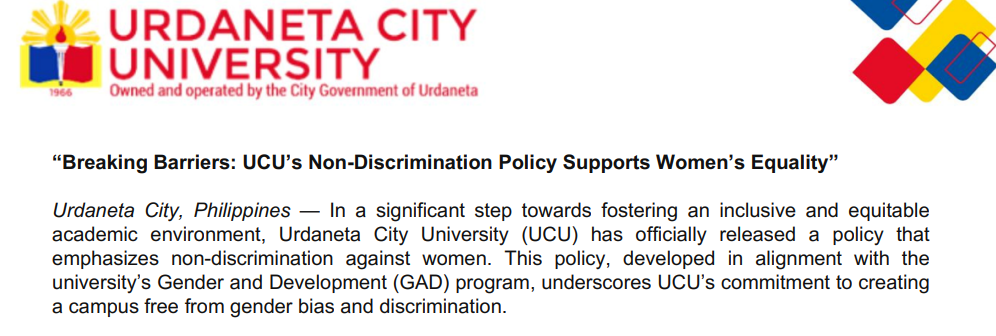 URDANETA CITY
UNIVERSITY
1966
Owned and operated by the City Government of Urdaneta
“Breaking Barriers: UCU’s Non-Discrimination Policy Supports Women’s Equality”
Urdaneta City, Philippines — In a significant step towards fostering an inclusive and equitable
academic environment, Urdaneta City University (UCU) has officially released a policy that
emphasizes non-discrimination against women. This policy, developed in alignment with the
university’s Gender and Development (GAD) program, underscores UCU’s commitment to creating
a campus free from gender bias and discrimination.